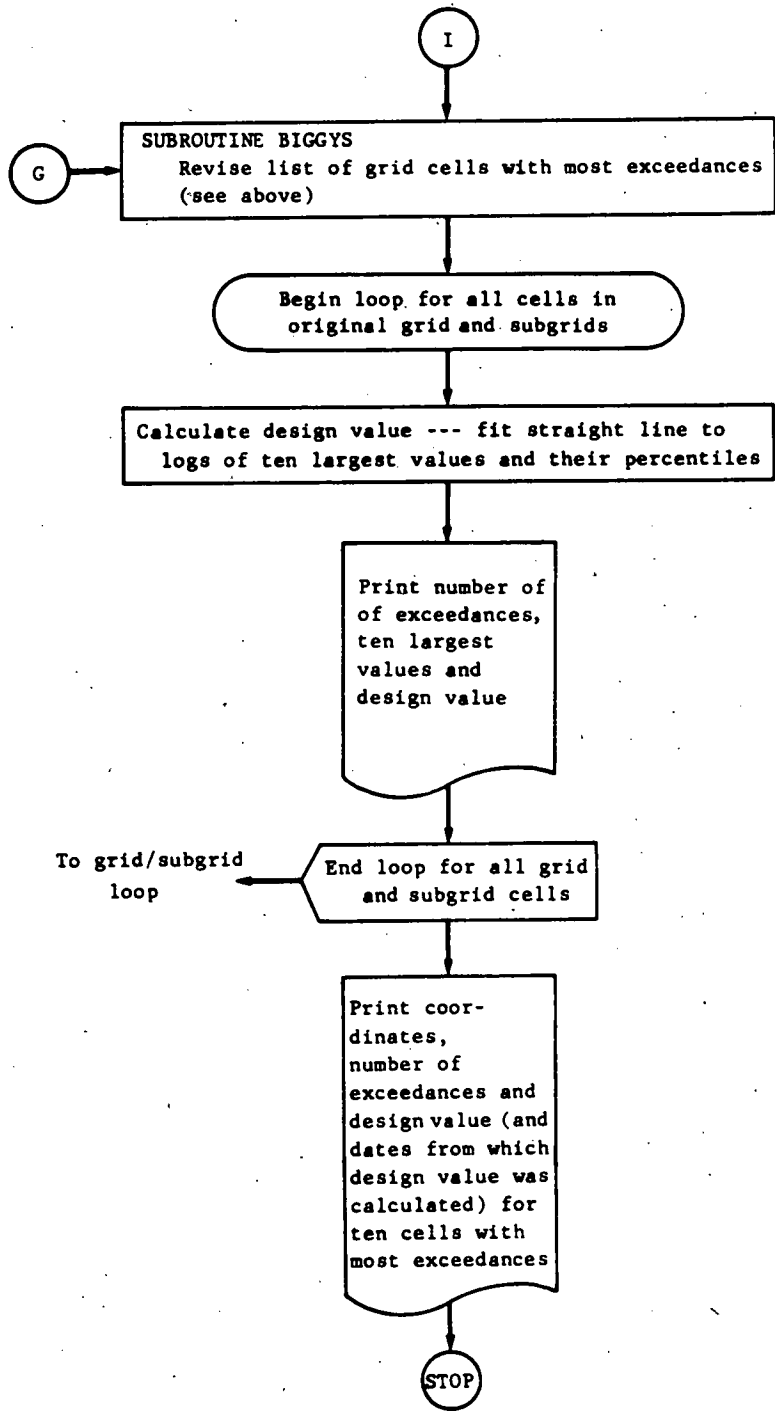 I
G
SUBROUTINE BIGGYS
Revise list of grid cells with most exceedances
(see above)
Begin loop for all cells in
original grid and subgrids
Calculate design value --- fit straight line to
logs of ten largest values and their percentiles
Print number of
of exceedances,
ten largest
values and
design value
To grid/subgrid
loop
End loop for all grid
and subgrid cells
Print coor-
dinates,
number of
exceedances and
design value (and
dates from which
design value was
calculated) for
ten cells with
most exceedances
STOP